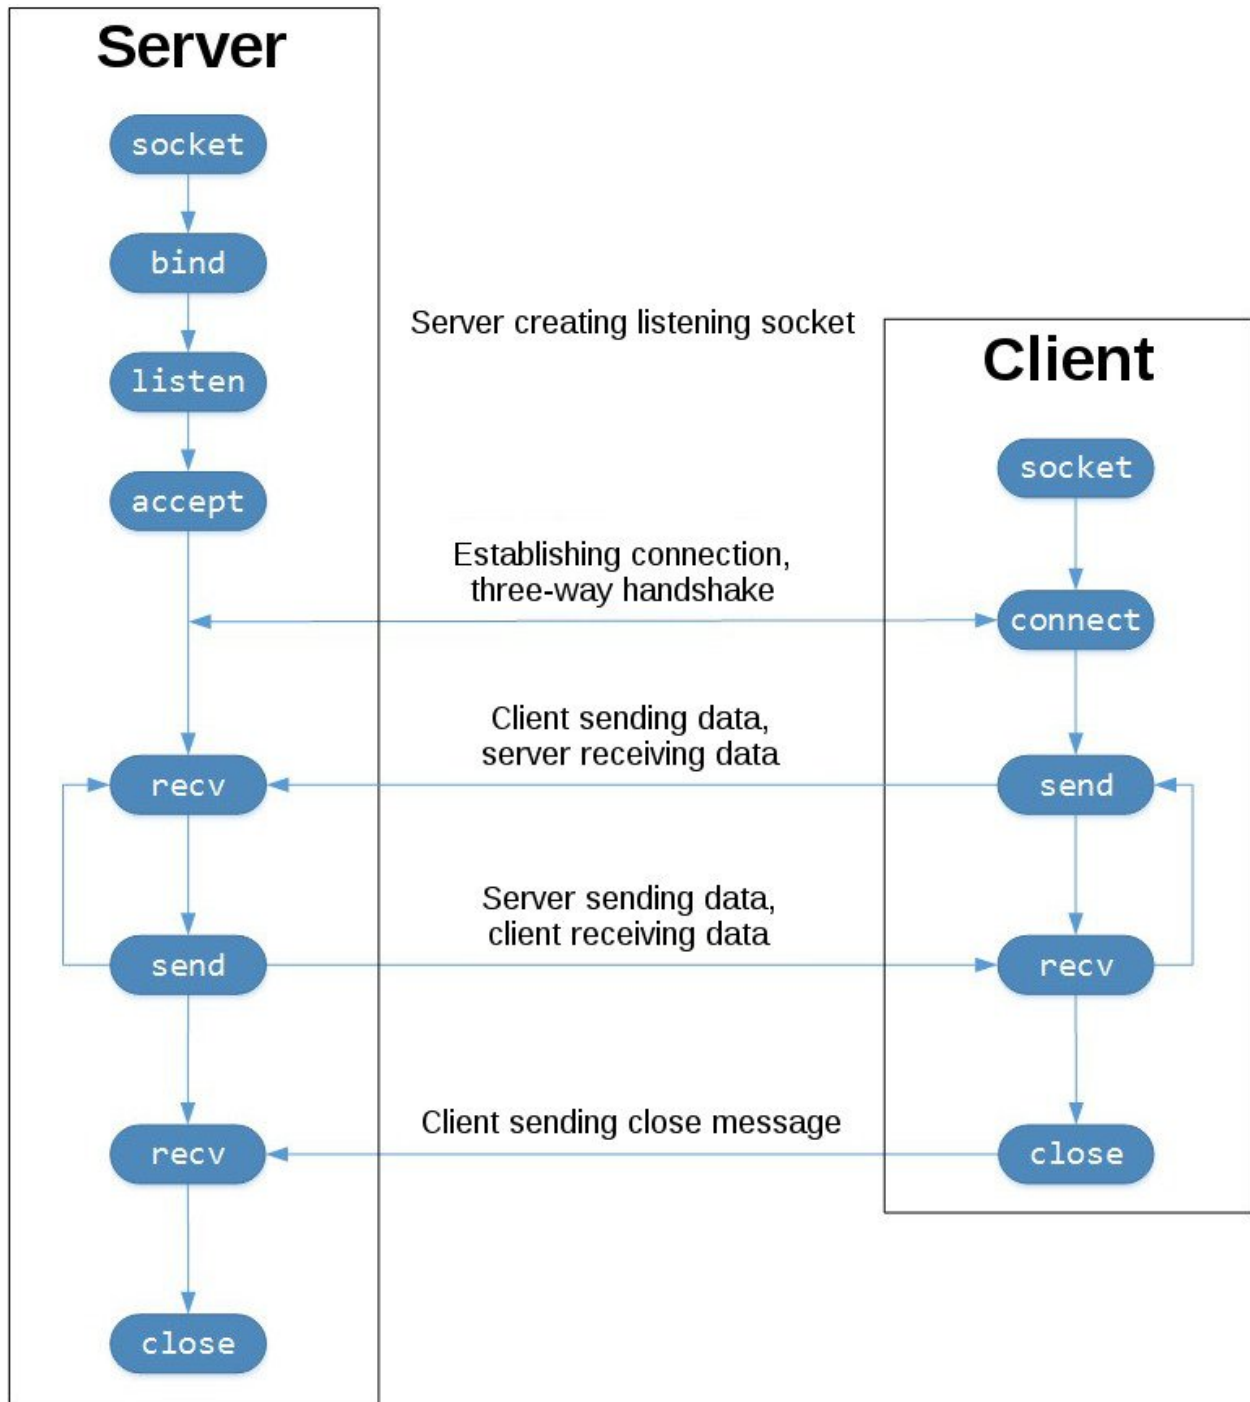 Server
socket
bind
Server creating listening socket
listen
Client
accept
socket
Establishing connection,
three-way handshake
connect
Client sending data,
server receiving data
recv
send
Server sending data,
client receiving data
send
recv
Client sending close message
recv
close
close